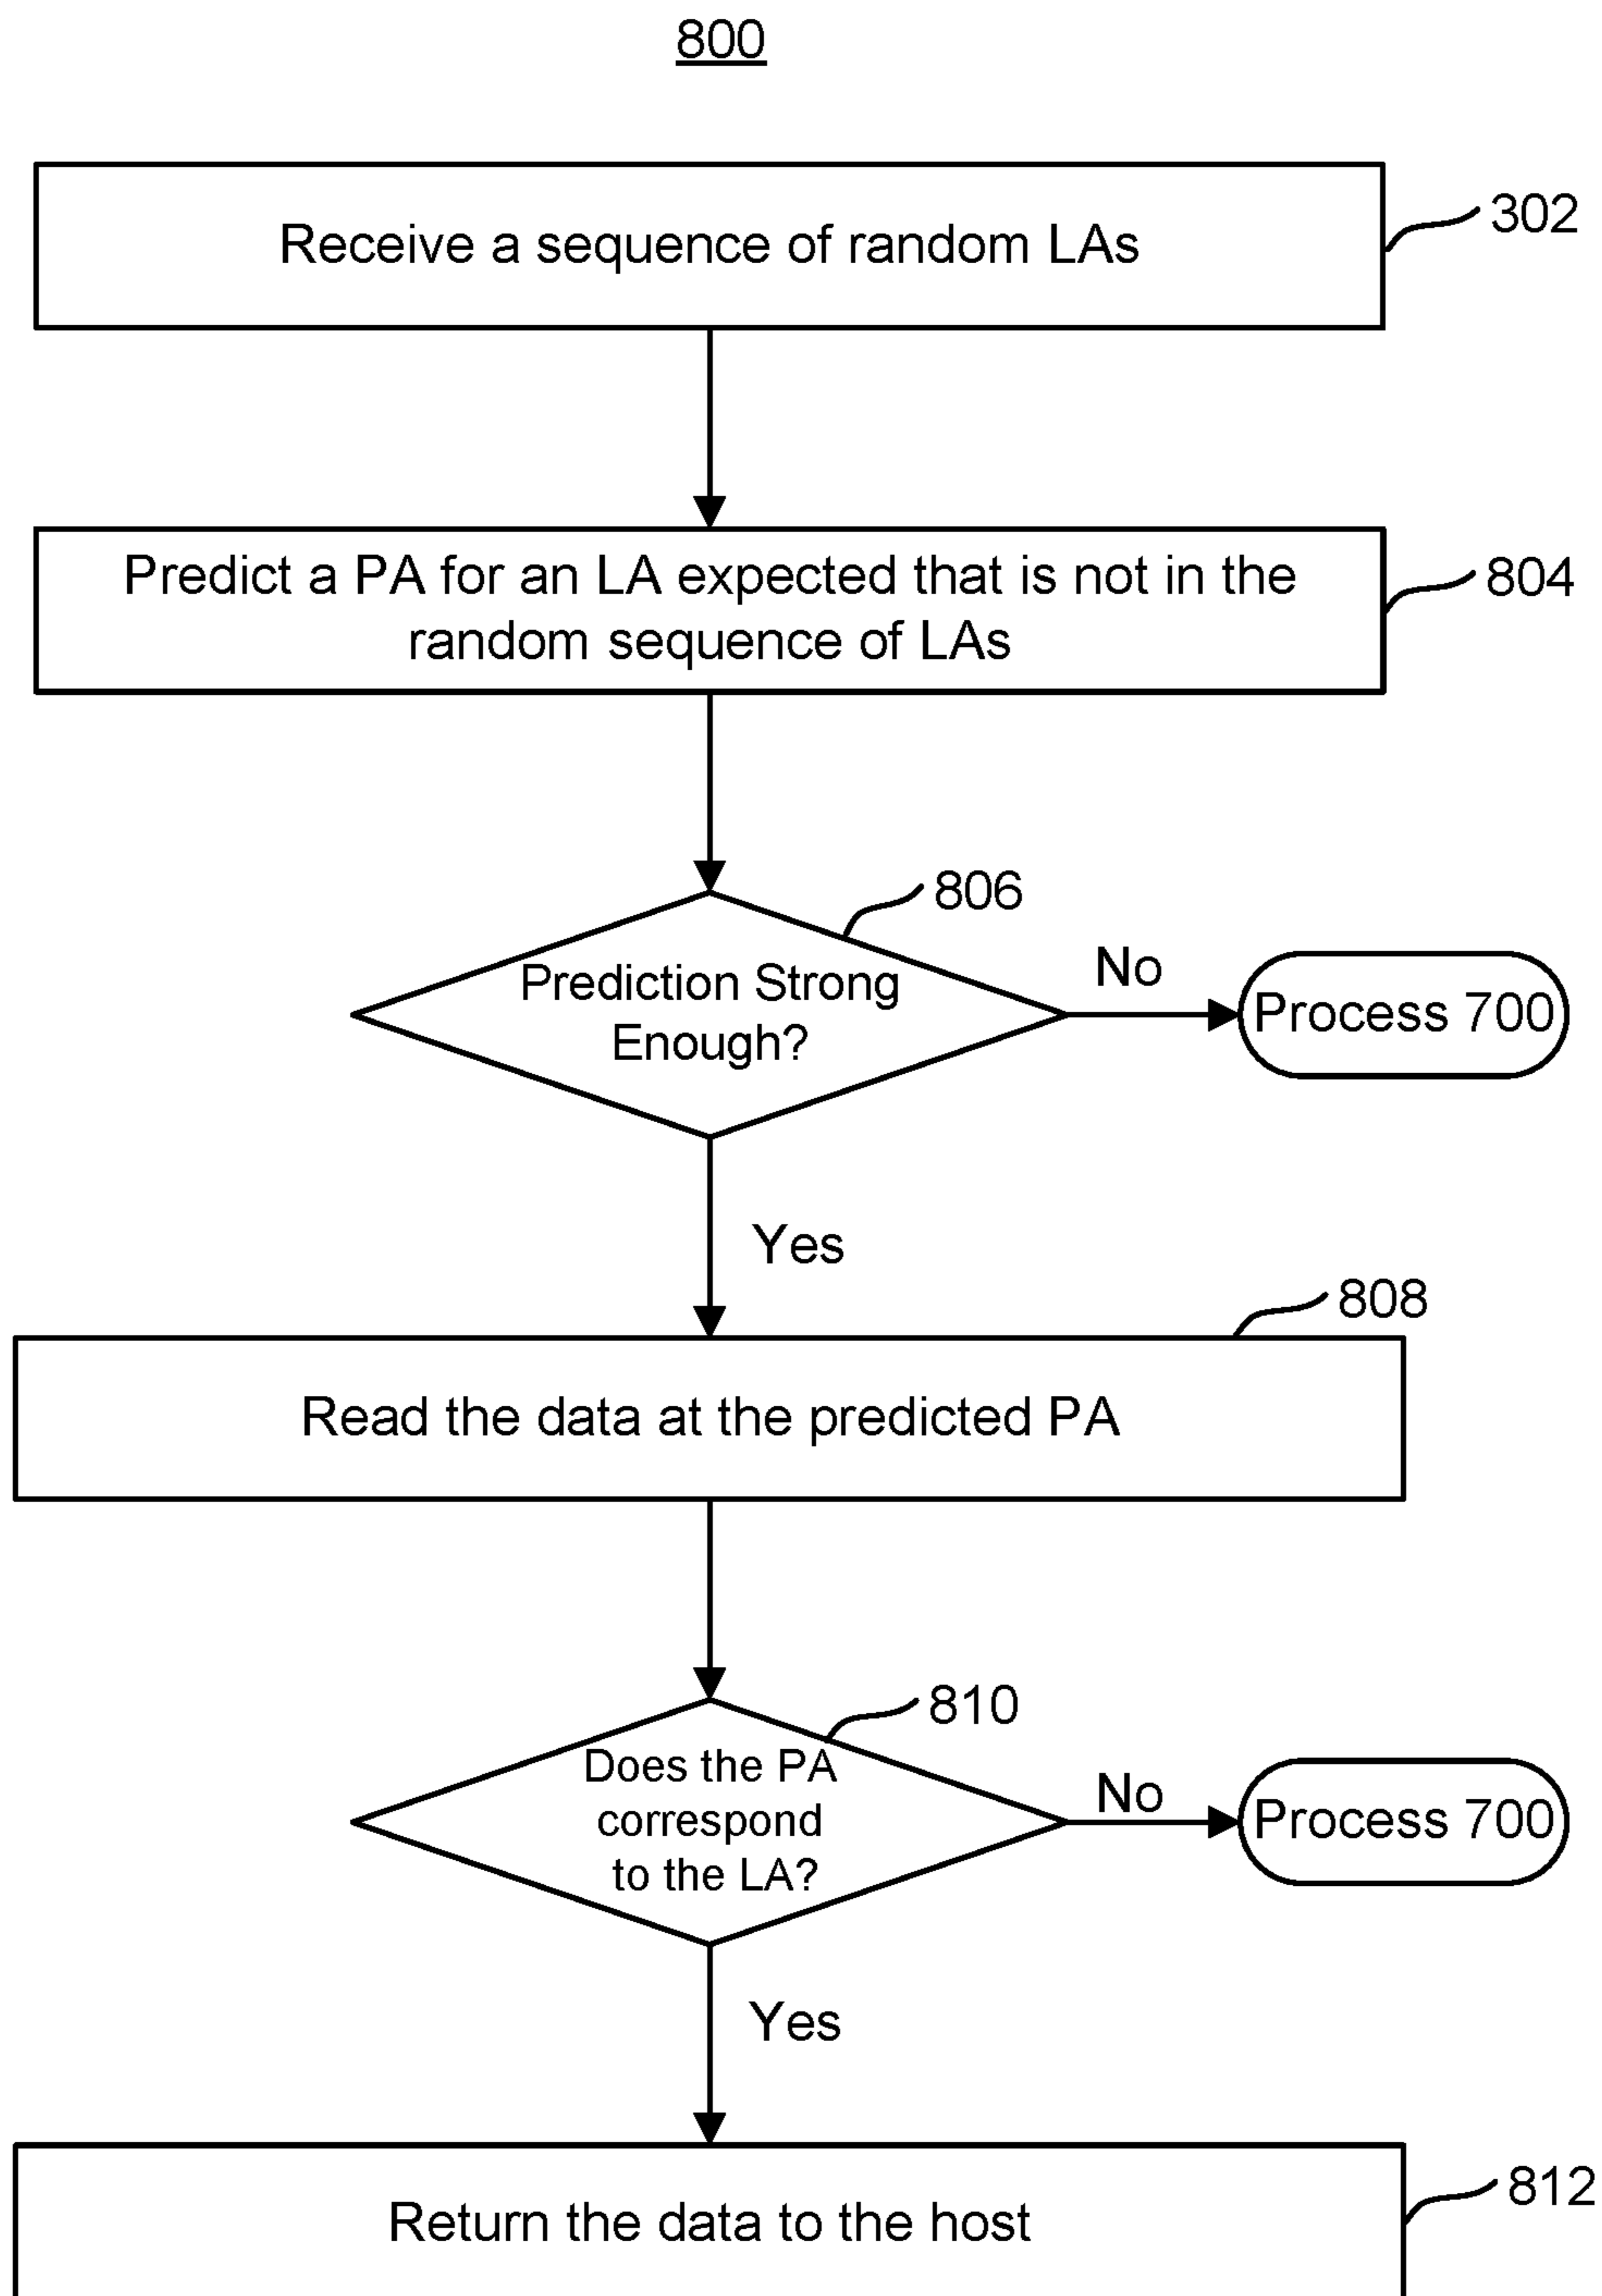 800
Receive a sequence of random LAs
302
Predict a PA for an LA expected that is not in the
random sequence of LAs
804
806
Prediction Strong
Enough?
No
Process 700
Yes
808
Read the data at the predicted PA
810
Does the PA
correspond
to the LA?
No
Process 700
Yes
Return the data to the host
812